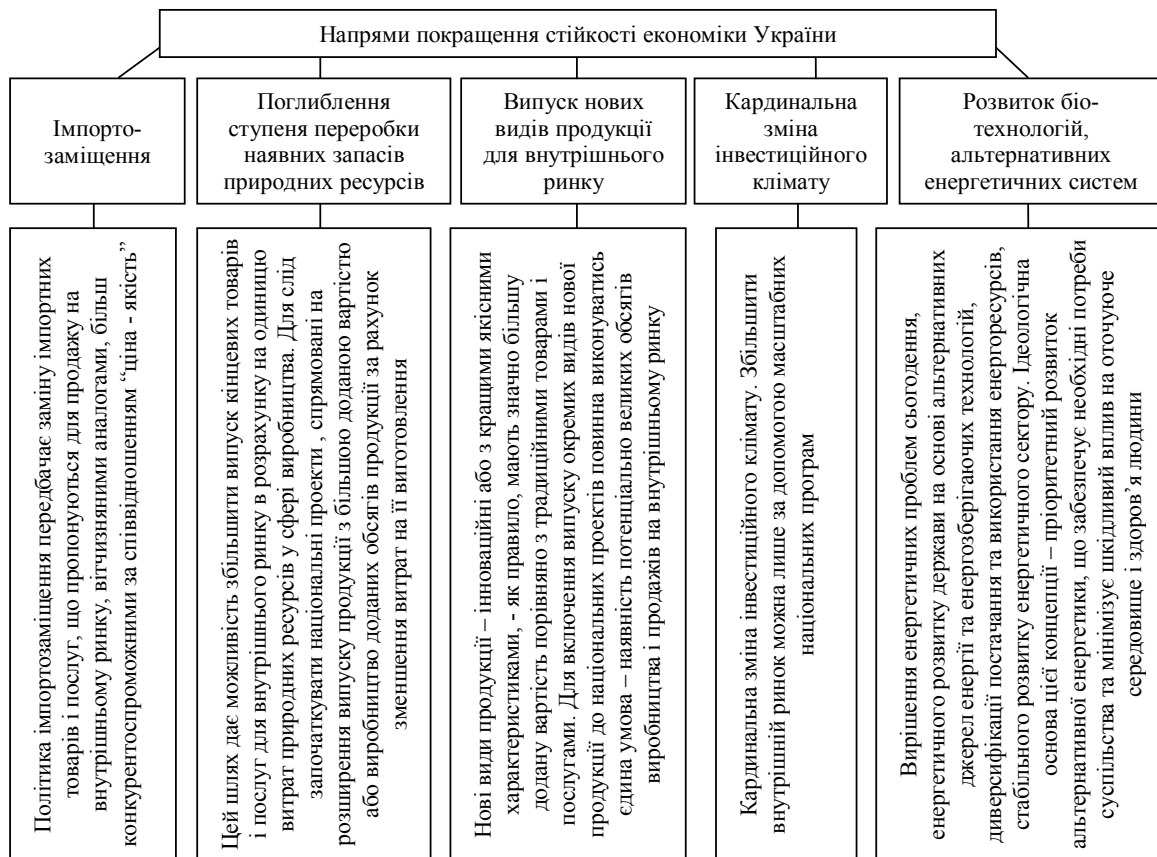 Напрями покращення стійкості економіки України
Імпорто-
заміщення
Поглиблення
ступеня переробки
наявних запасів
природних ресурсів
Випуск нових
видів продукції
для внутрішнього
ринку
Кардинальна
зміна
інвестиційного
клімату
Розвиток біо-
технологій,
альтернативних
енергетичних систем
Політика імпортозаміщення передбачає заміну імпортних
товарів і послуг, що пропонуються для продажу на
внутрішньому ринку, вітчизняними аналогами, більш
конкурентоспроможними за співвідношенням “ціна - якість”
Цей шлях дає можливість збільшити випуск кінцевих товарів
і послуг для внутрішнього ринку в розрахунку на одиницю
витрат природних ресурсів у сфері виробництва. Для слід
започаткувати національні проекти , спрямовані на
розширення випуску продукції з більшою доданою вартістю
або виробництво доданих обсягів продукції за рахунок
зменшення витрат на її виготовлення
Нові види продукції – інноваційні або з кращими якісними
характеристиками, - як правило, мають значно більшу
додану вартість порівняно з традиційними товарами і
послугами. Для включення випуску окремих видів нової
продукції до національних проектів повинна виконуватись
єдина умова – наявність потенціально великих обсягів
виробництва і продажів на внутрішньому ринку
Кардинальна зміна інвестиційного клімату. Збільшити
внутрішній ринок можна лише за допомогою масштабних
національних програм
Вирішення енергетичних проблем сьогодення,
енергетичного розвитку держави на основі альтернативних
джерел енергії та енергозберігаючих технологій,
диверсифікації постачання та використання енергоресурсів,
стабільного розвитку енергетичного сектору. Ідеологічна
основа цієї концепції – пріоритетний розвиток
альтернативної енергетики, що забезпечує необхідні потреби
суспільства та мінімізує шкідливий вплив на оточуюче
середовище і здоров’я людини